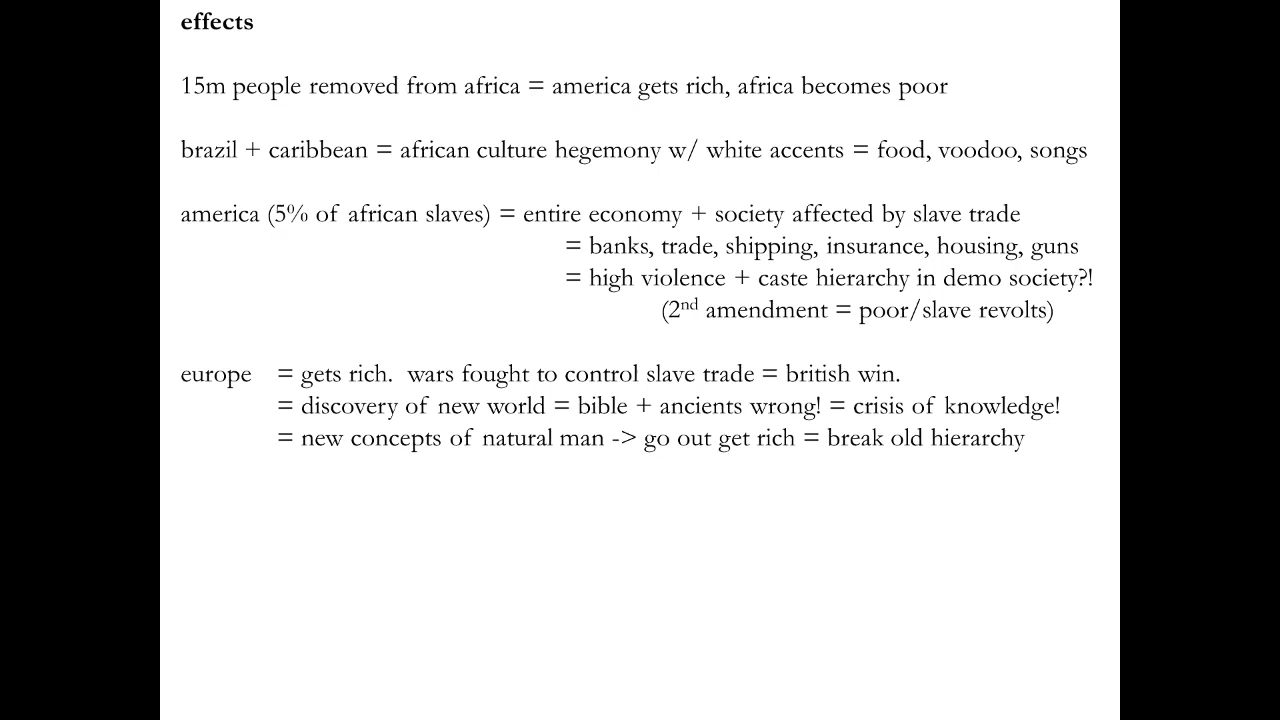 effects
15m people removed from africa = america gets rich, africa becomes poor
brazil + caribbean = african culture hegemony w/ white accents = food, voodoo, songs
america (5% of african slaves) = entire economy + society affected by slave trade
= banks, trade, shipping, insurance, housing, guns
= high violence + caste hierarchy in demo society?!
(2nd amendment = poor/slave revolts)
europe = gets rich. wars fought to control slave trade = british win.
= discovery of new world = bible + ancients wrong! = crisis of knowledge!
= new concepts of natural man -> go out get rich = break old hierarchy